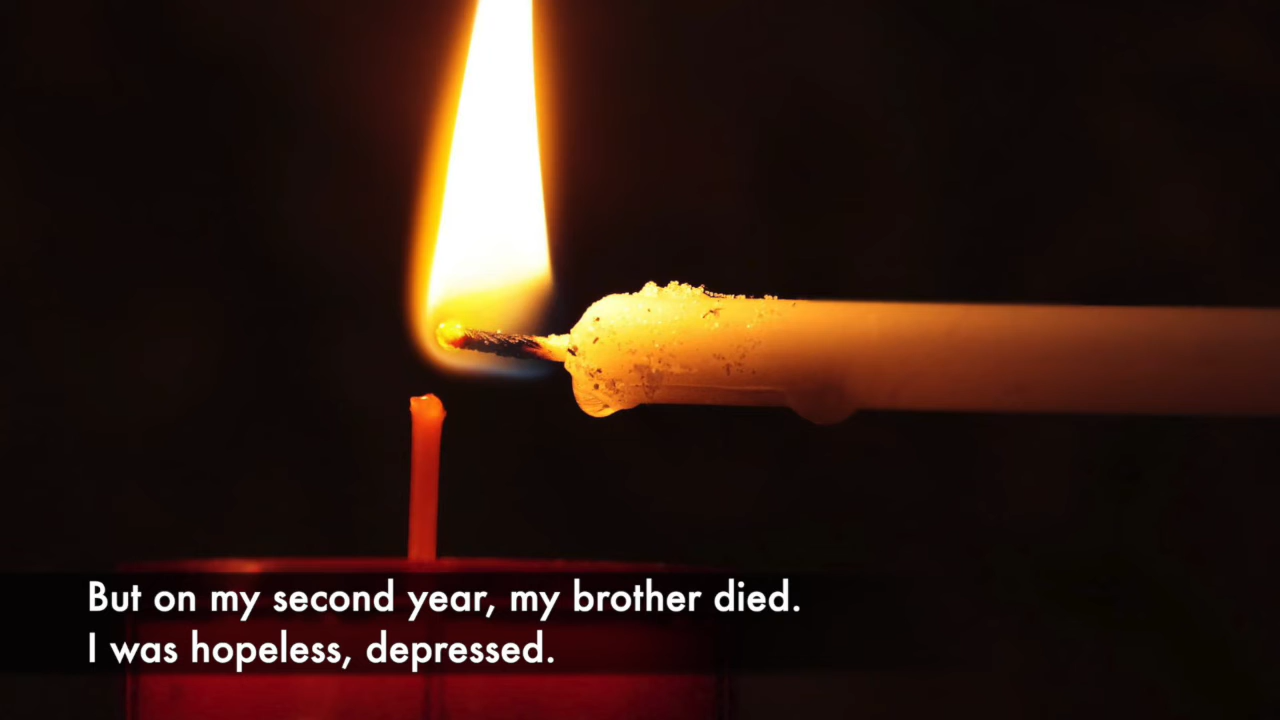 But on my second year, my brother died.
I was hopeless, depressed.